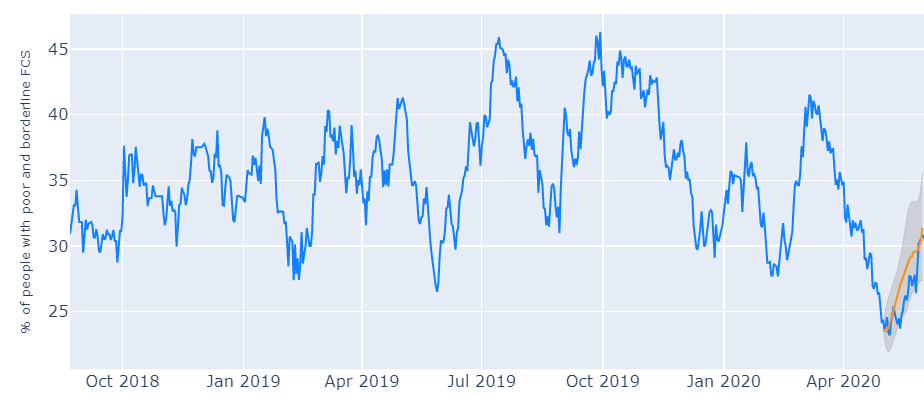 % of people with poor and borderline FCS
45
40
35
30
25
Oct 2018
Jan 2019
Apr 2019
Jul 2019
Oct 2019
Jan 2020
Apr 2020